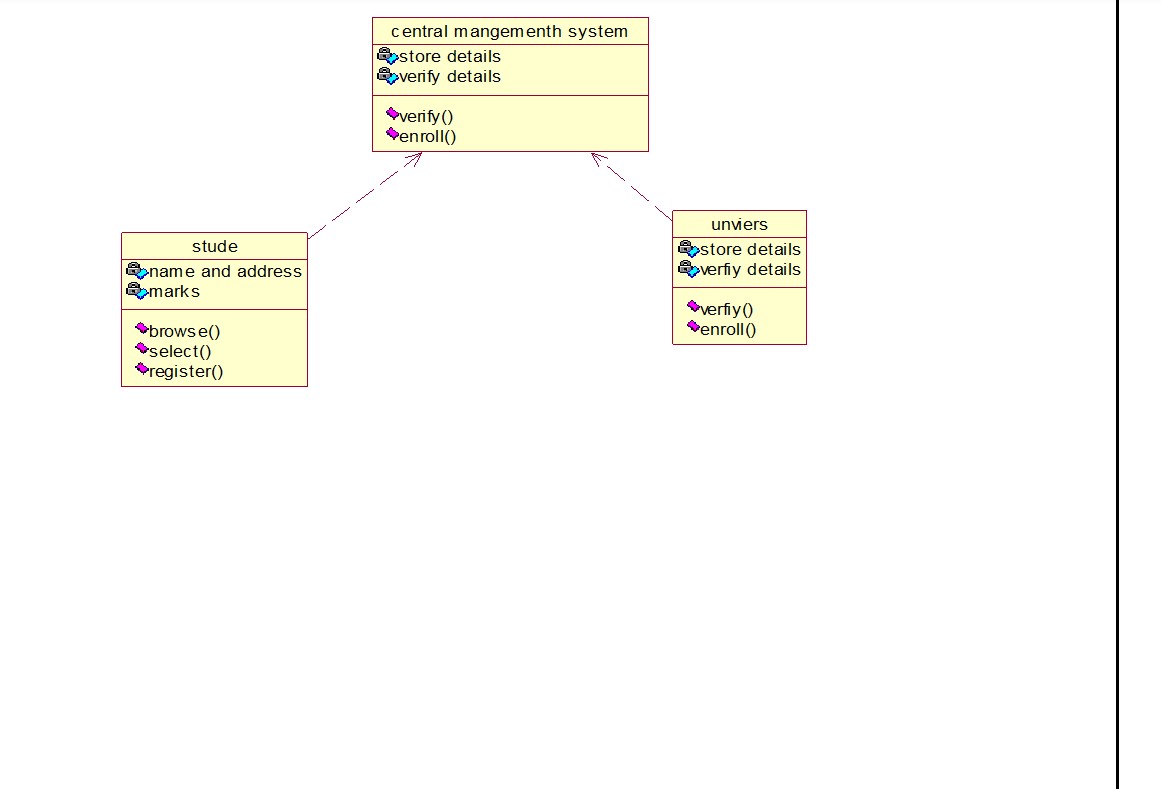 central mangementh system
store details
verify details
verify()
enroll()
stude
name and address
marks
browse()
select()
register()
unviers
store details
verfiy details
verfiy()
enroll()